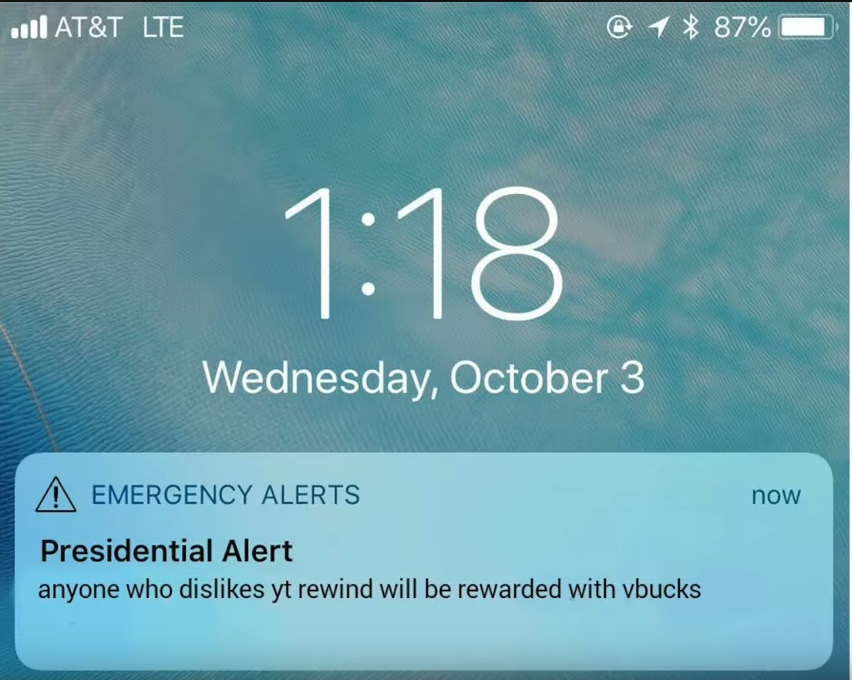 AT&T LTE 87%
1:18
Wednesday, October 3
EMERGENCY ALERTS now
Presidential Alert
anyone who dislikes yt rewind will be rewarded with vbucks